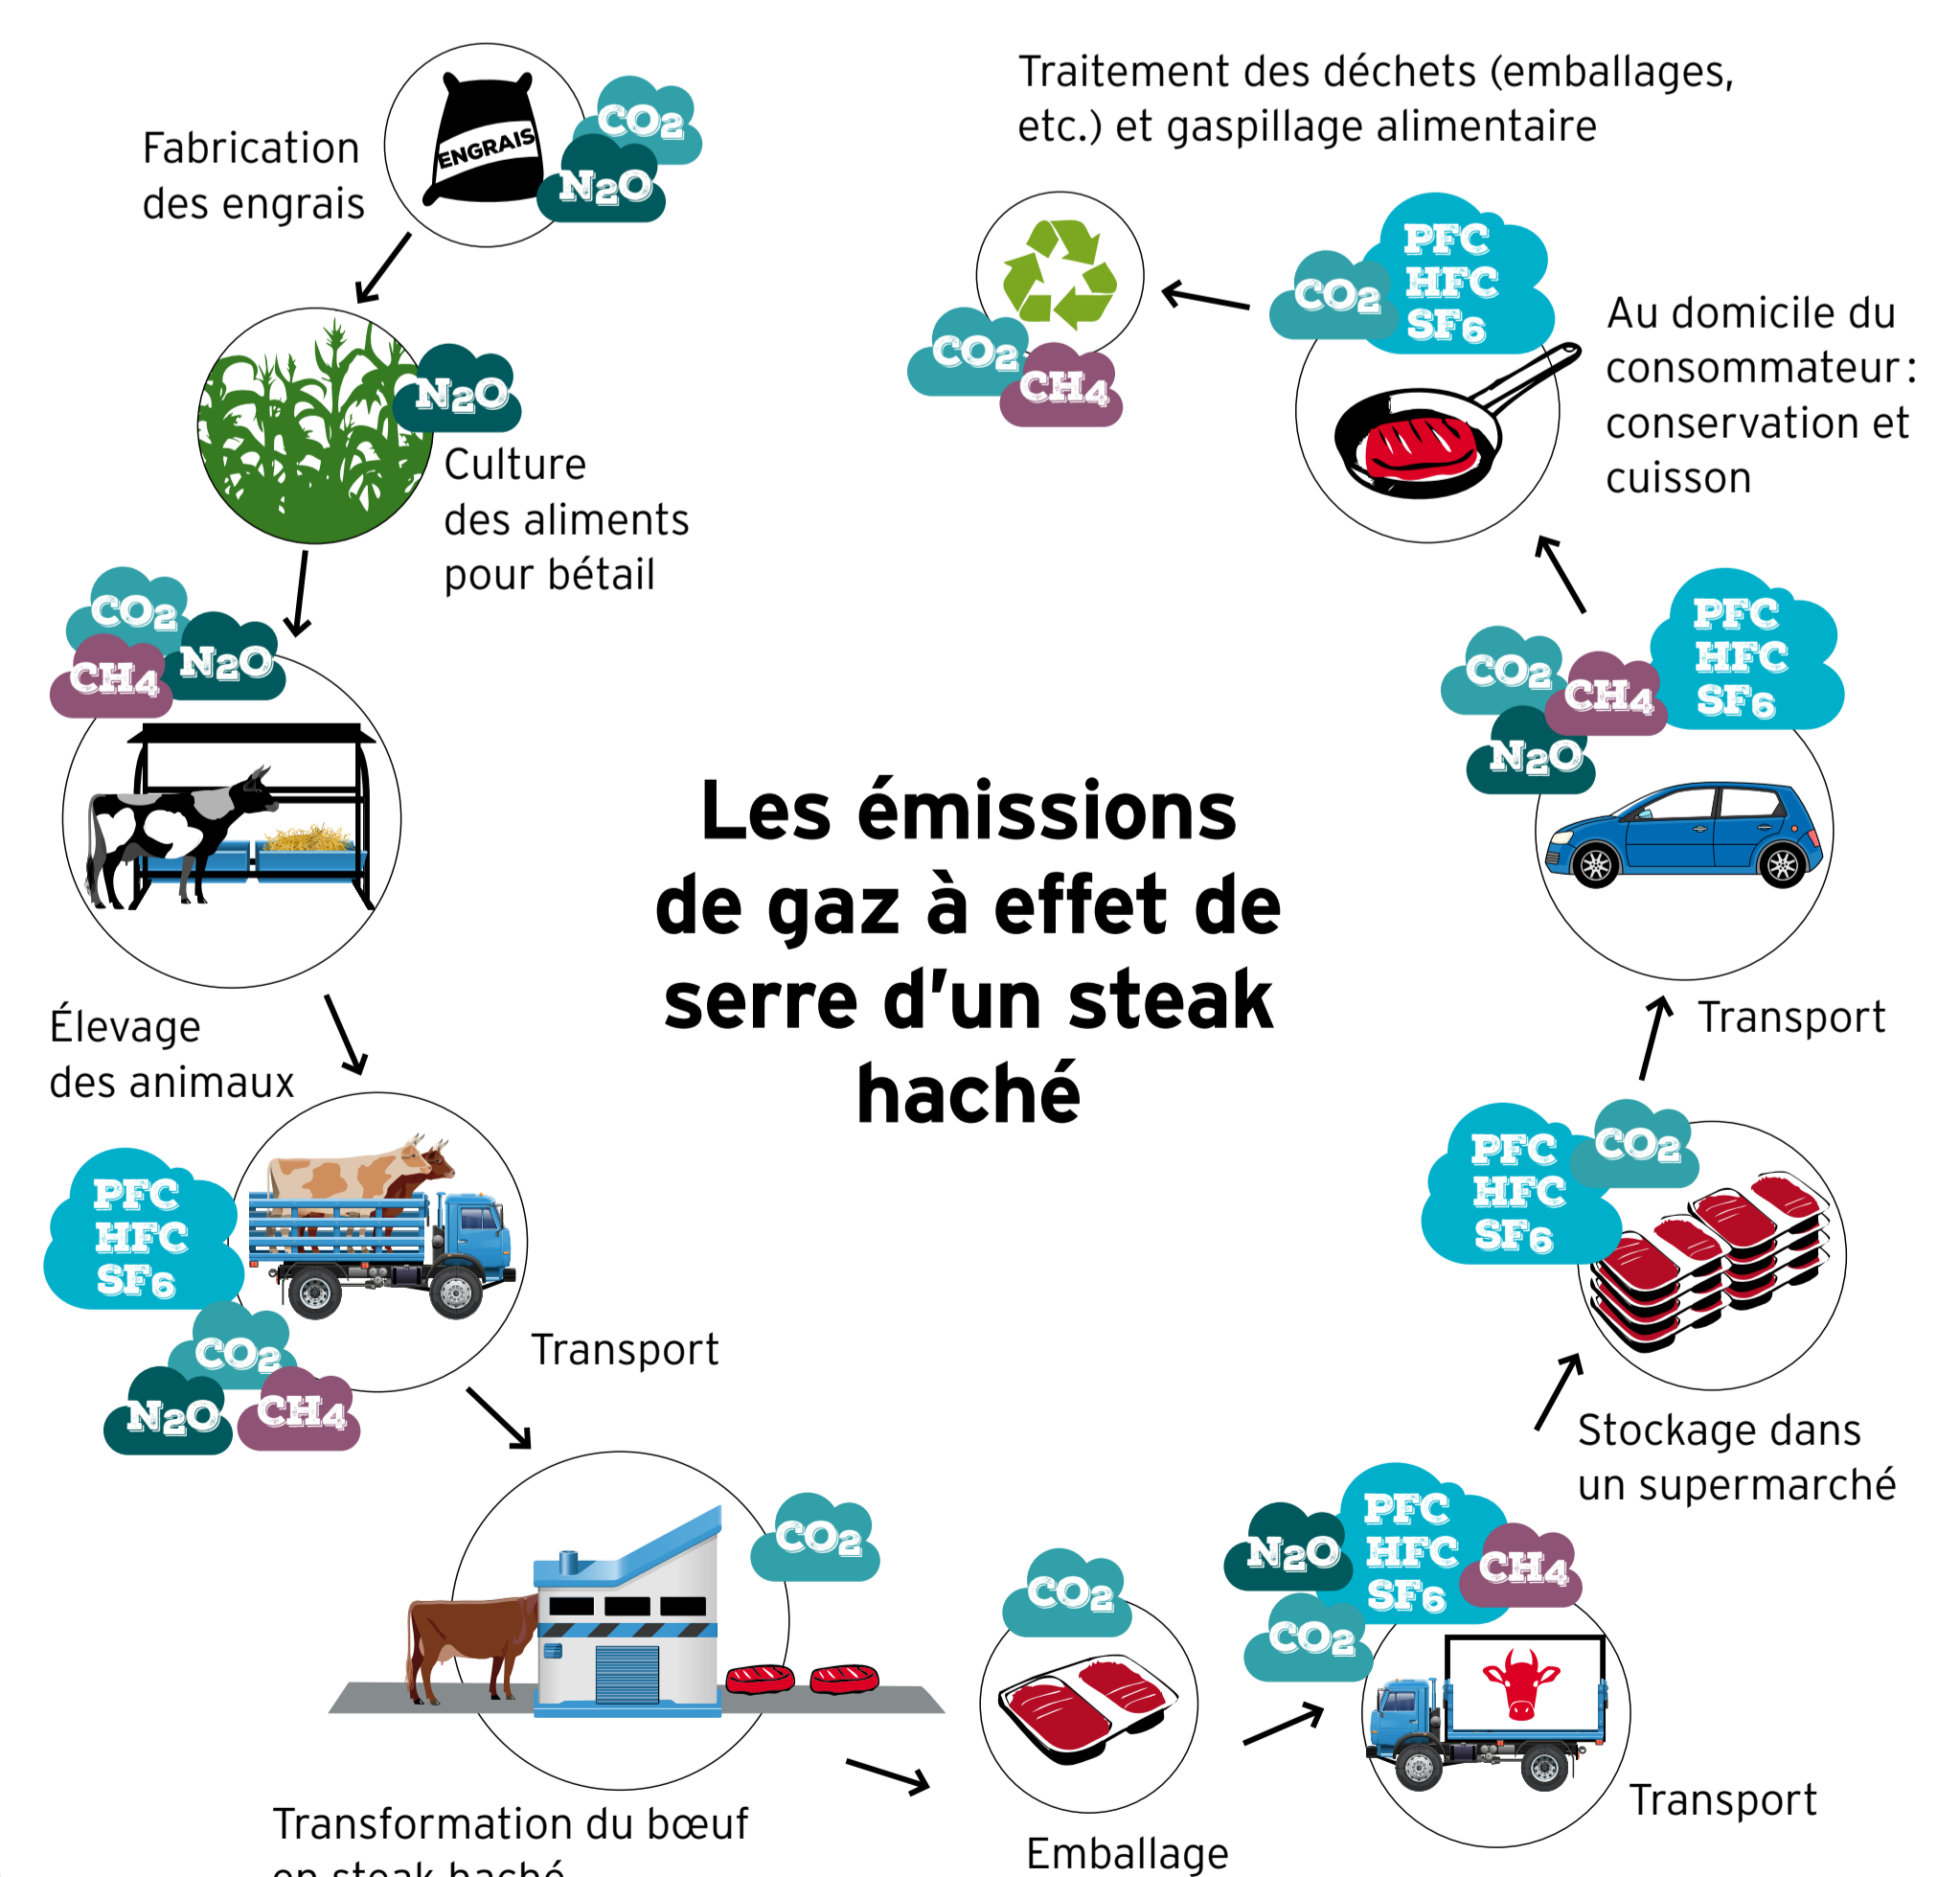 Fabrication
des engrais
ENGRAIS
CO2
N2O
N2O
Culture
des aliments
pour bétail
CO2
CH4
N2O
Élevage
des animaux
PFC
HFC
SF6
CO2
N2O
CH4
Transport
CO2
Transformation du bœuf
en steak haché
CO2
Emballage
N2O
PFC
HFC
SF6
CH4
CO2
Transport
PFC
HFC
SF6
CO2
Stockage dans
un supermarché
CO2
CH4
N2O
PFC
HFC
SF6
Transport
CO2
PFC
HFC
SF6
Au domicile du
consommateur :
conservation et
cuisson
Traitement des déchets (emballages,
etc.) et gaspillage alimentaire
CO2
CH4
Les émissions
de gaz à effet de
serre d'un steak
haché